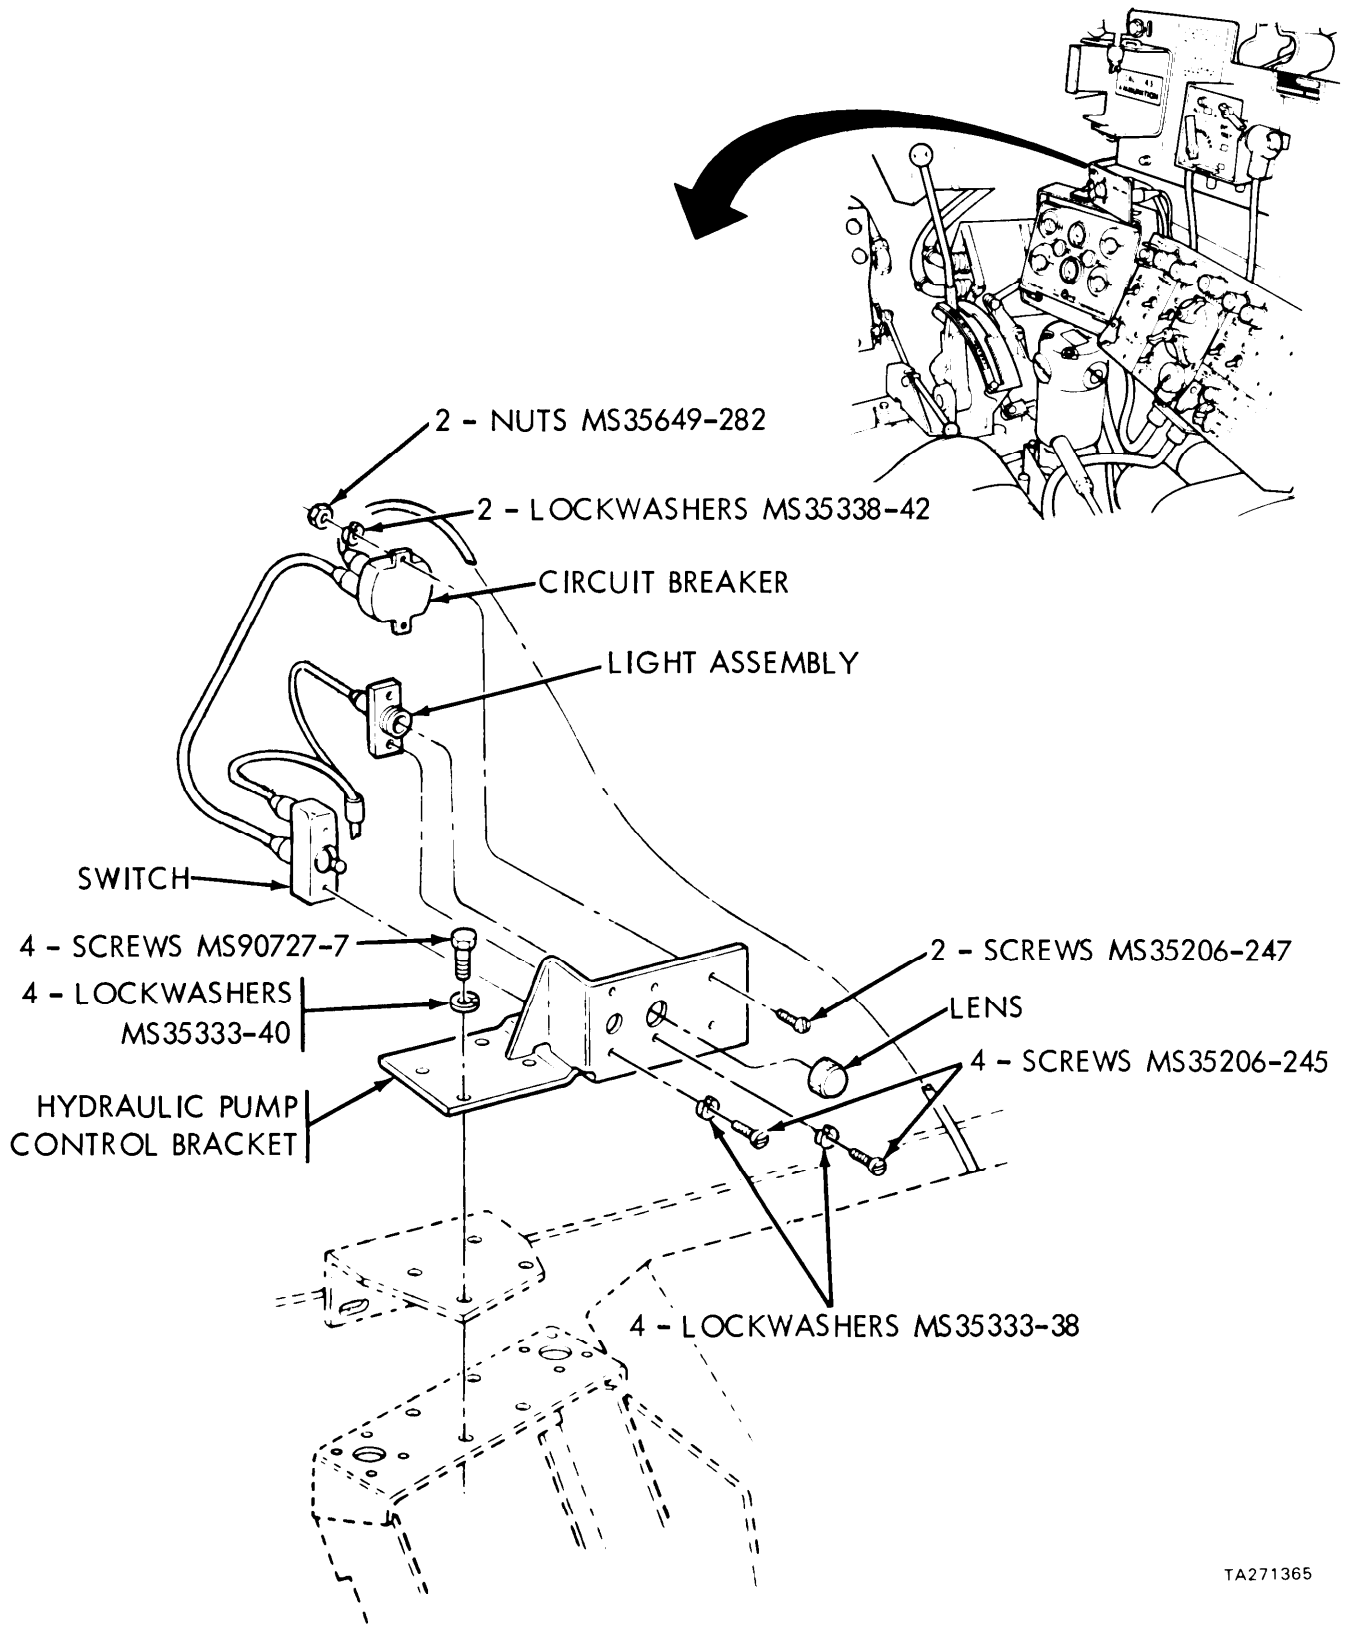 2 - NUTS MS35649-282
2 - LOCKWASHERS MS35338-42
CIRCUIT BREAKER
LIGHT ASSEMBLY
SWITCH
4 - SCREWS MS90727-7
4 - LOCKWASHERS
MS35333-40
HYDRAULIC PUMP
CONTROL BRACKET
2 - SCREWS MS35206-247
LENS
4 - SCREWS MS35206-245
4 - LOCKWASHERS MS35333-38
TA271365